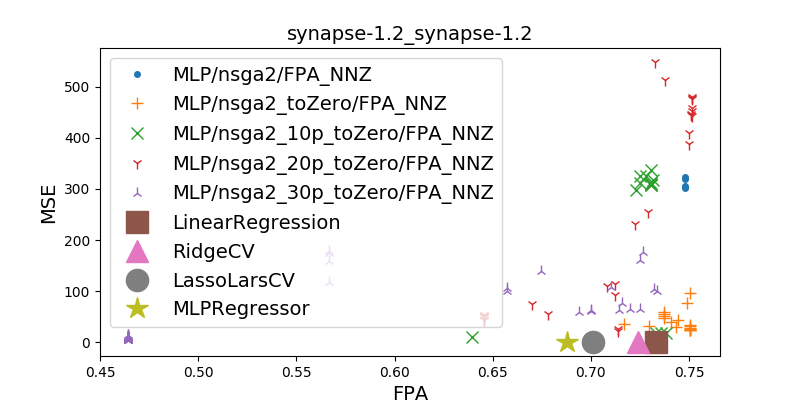 synapse-1.2_synapse-1.2
MSE
500
400
300
200
100
0
MLP/nsga2/FPA_NNZ
MLP/nsga2_toZero/FPA_NNZ
MLP/nsga2_10p_toZero/FPA_NNZ
MLP/nsga2_20p_toZero/FPA_NNZ
MLP/nsga2_30p_toZero/FPA_NNZ
LinearRegression
RidgeCV
LassoLarsCV
MLPRegressor
0.45 0.50 0.55 0.60 0.65 0.70 0.75
FPA